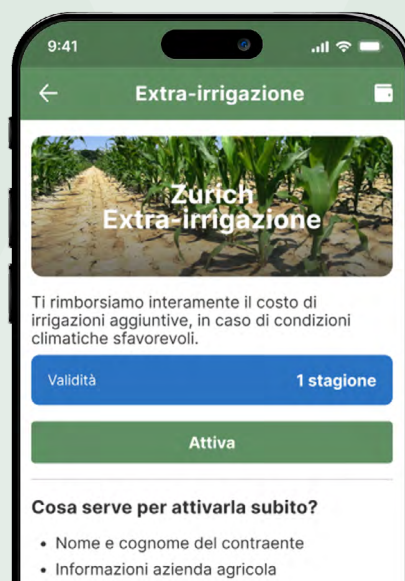 9:41
Extra-irrigazione
Zurich
Extra-irrigazione
Ti rimborsiamo interamente il costo di
irrigazioni aggiuntive, in caso di condizioni
climatiche sfavorevoli.
Validità 1 stagione
Attiva
Cosa serve per attivarla subito?
• Nome e cognome del contraente
• Informazioni azienda agricola